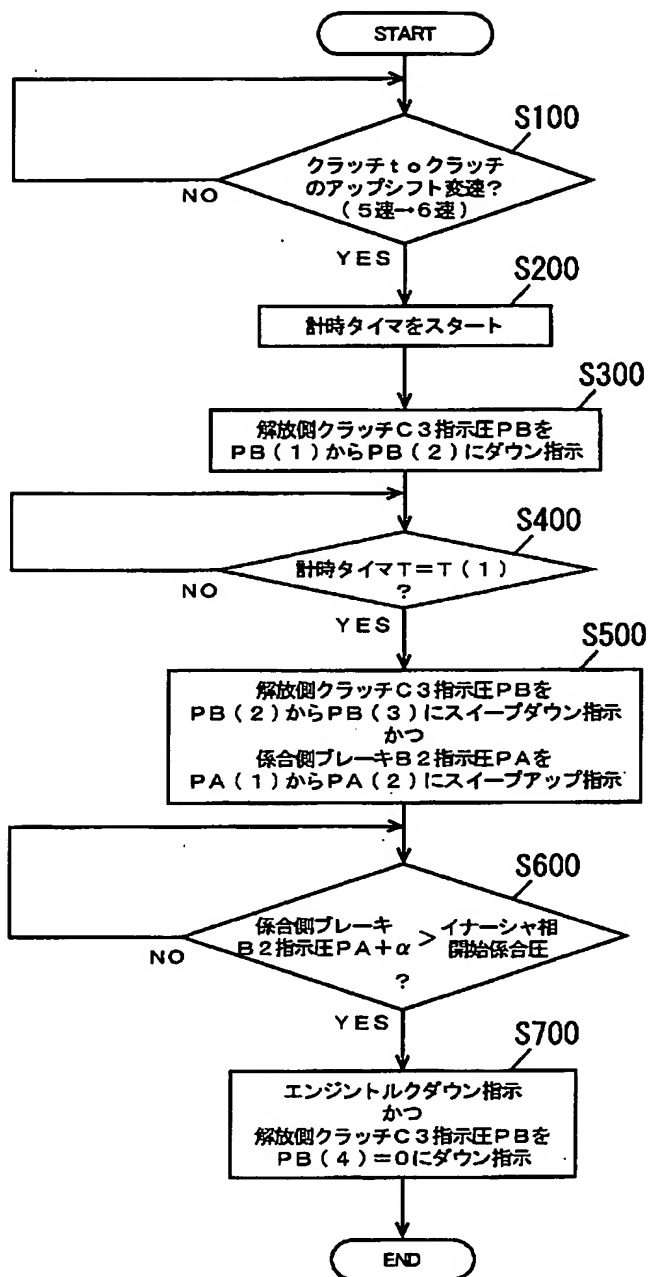 START
S100
クラッチtoクラッチ
のアップシフト変速?
(5速→6速)
NO
YES
S200
計時タイマをスタート
S300
解放側クラッチC3指示圧PBを
PB(1)からPB(2)にダウン指示
S400
計時タイマT=T(1)
?
NO
YES
S500
解放側クラッチC3指示圧PBを
PB(2)からPB(3)にスイープダウン指示
かつ
係合側ブレーキB2指示圧PAを
PA(1)からPA(2)にスイープアップ指示
S600
係合側ブレーキ
B2指示圧PA+α > イナーシャ相
開始係合圧
?
NO
YES
S700
エンジントルクダウン指示
かつ
解放側クラッチC3指示圧PBを
PB(4)=0にダウン指示
END